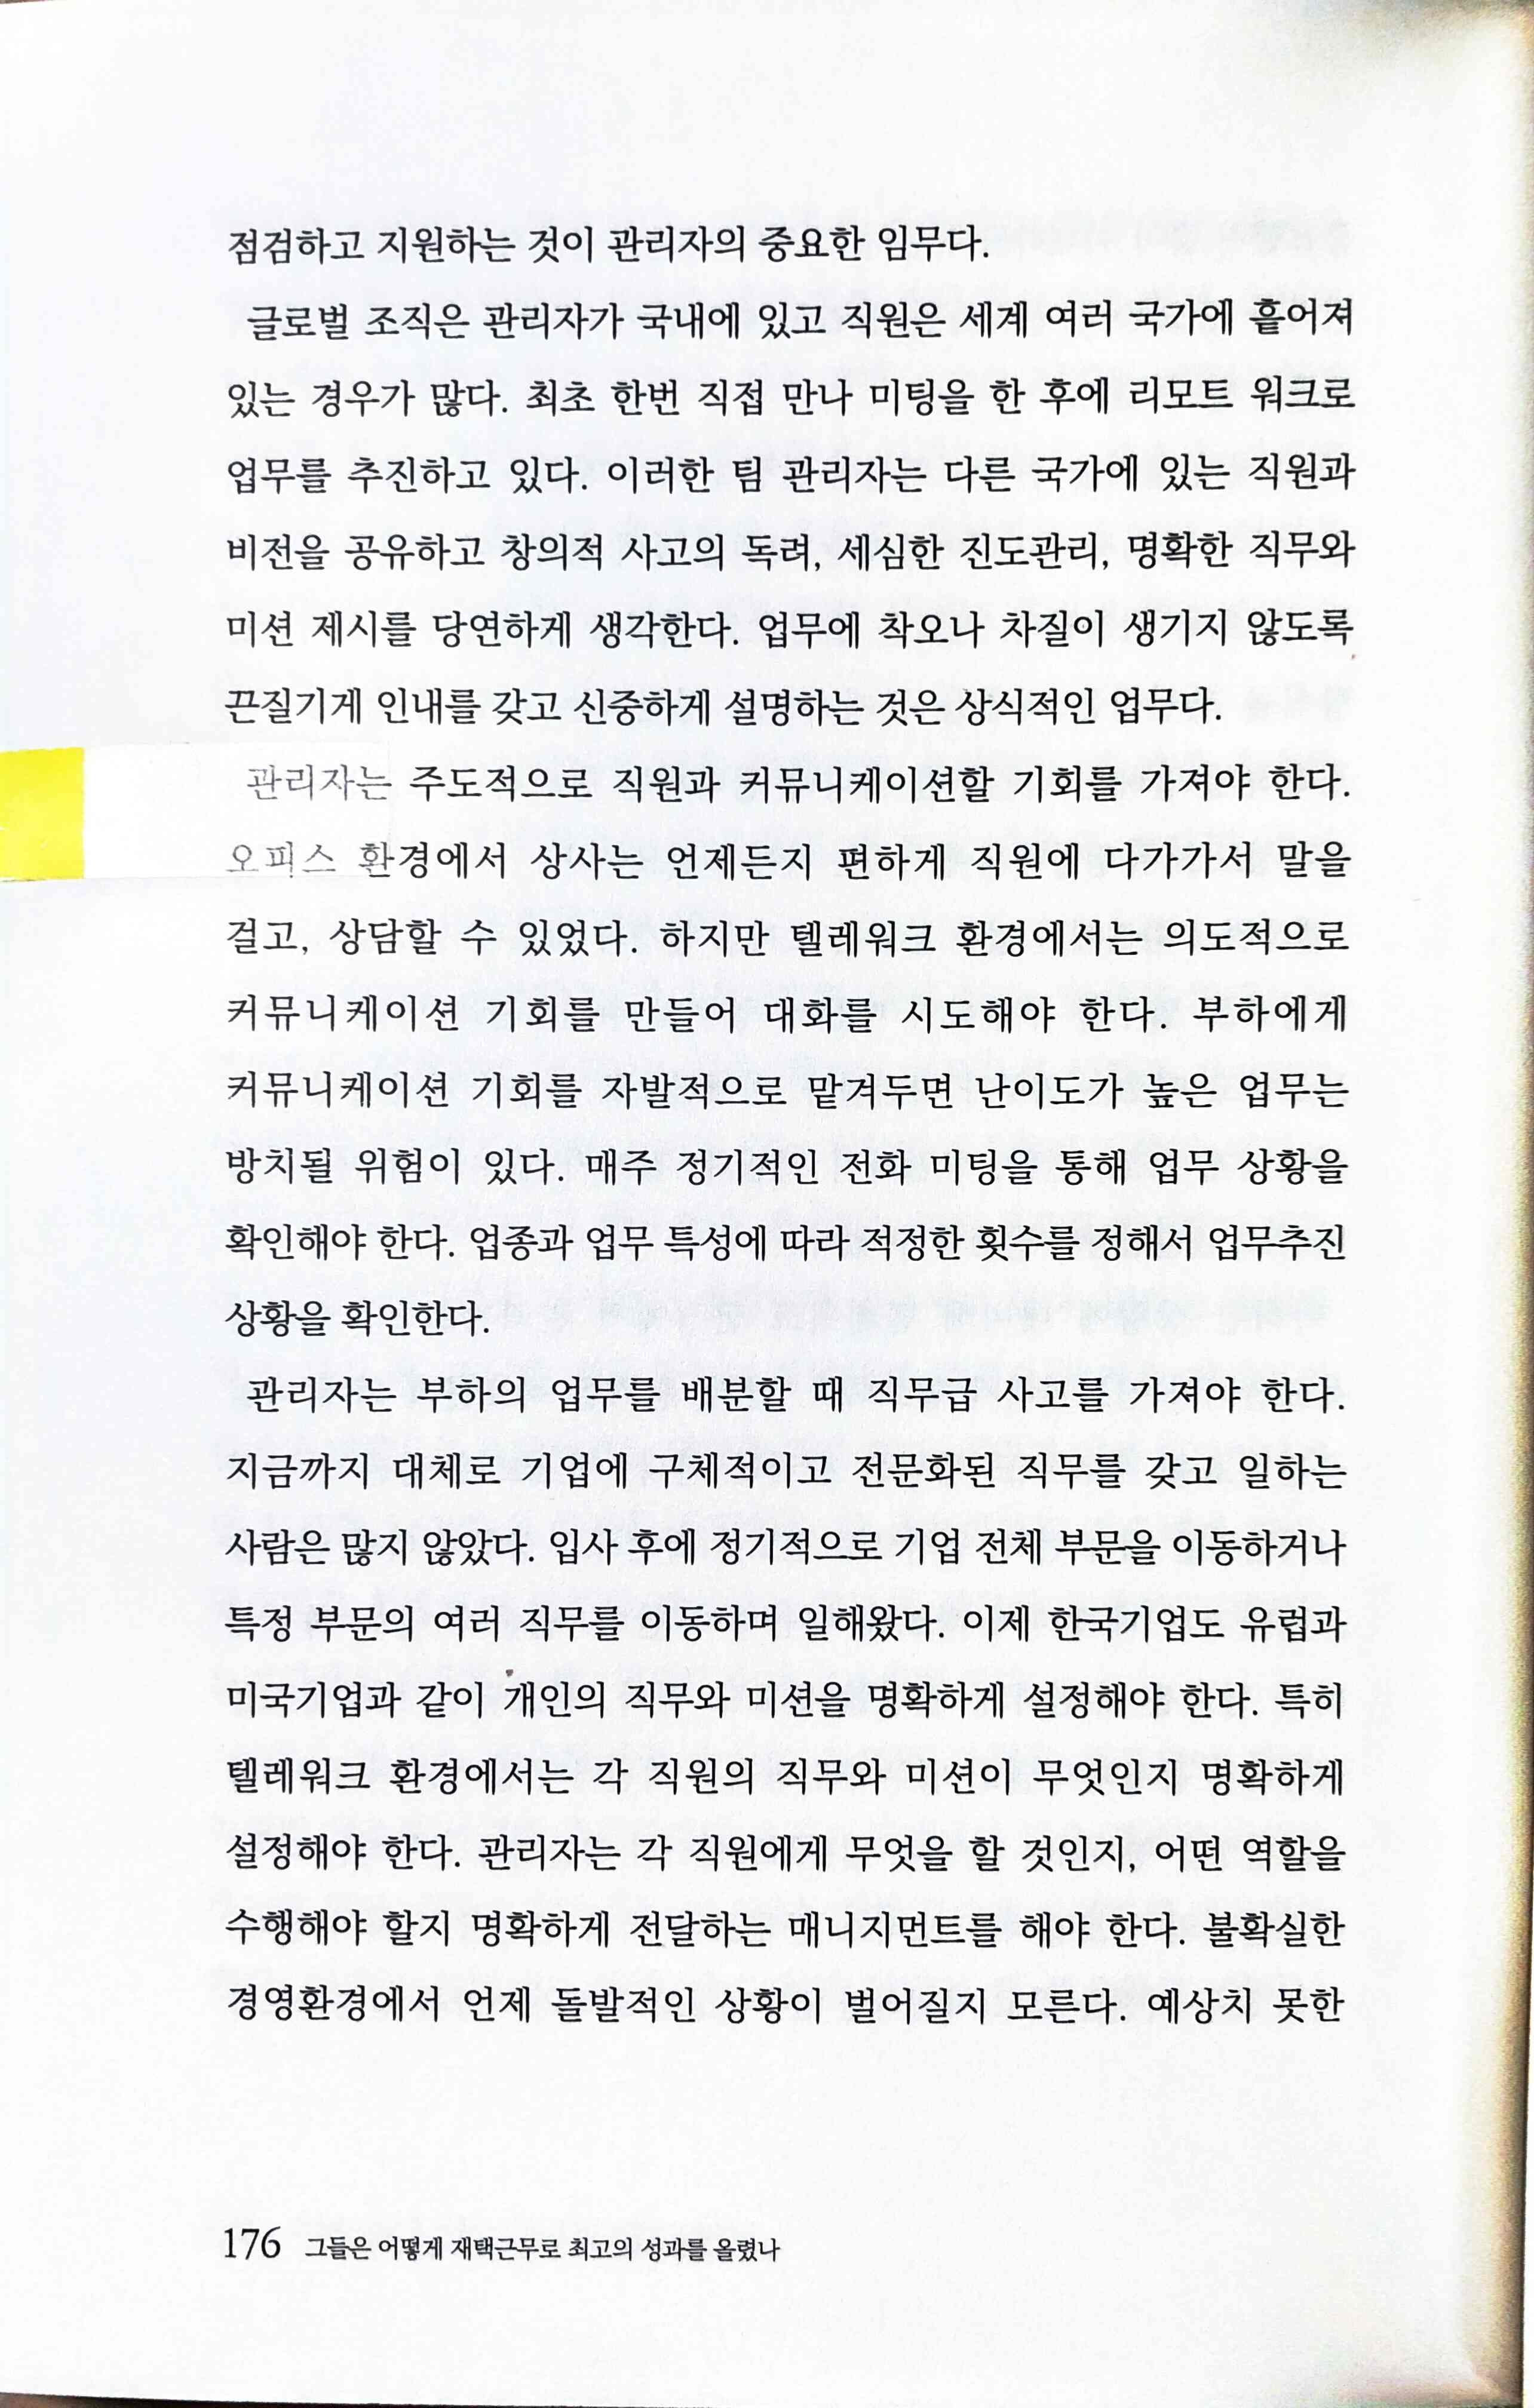 점검하고 지원하는 것이 관리자의 중요한 임무다.
글로벌 조직은 관리자가 국내에 있고 직원은 세계 여러 국가에 흩어져
있는 경우가 많다. 최초 한번 직접 만나 미팅을 한 후에 리모트 워크로
업무를 추진하고 있다. 이러한 팀 관리자는 다른 국가에 있는 직원과
비전을 공유하고 창의적 사고의 독려, 세심한 진도관리, 명확한 직무와
미션 제시를 당연하게 생각한다. 업무에 착오나 차질이 생기지 않도록
끈질기게 인내를 갖고 신중하게 설명하는 것은 상식적인 업무다.
관리자는 주도적으로 직원과 커뮤니케이션할 기회를 가져야 한다.
오피스 환경에서 상사는 언제든지 편하게 직원에 다가가서 말을
걸고, 상담할 수 있었다. 하지만 텔레워크 환경에서는 의도적으로
커뮤니케이션 기회를 만들어 대화를 시도해야 한다. 부하에게
커뮤니케이션 기회를 자발적으로 맡겨두면 난이도가 높은 업무는
방치될 위험이 있다. 매주 정기적인 전화 미팅을 통해 업무 상황을
확인해야 한다. 업종과 업무 특성에 따라 적정한 횟수를 정해서 업무추진
상황을 확인한다.
관리자는 부하의 업무를 배분할 때 직무급 사고를 가져야 한다.
지금까지 대체로 기업에 구체적이고 전문화된 직무를 갖고 일하는
사람은 많지 않았다. 입사 후에 정기적으로 기업 전체 부문을 이동하거나
특정 부문의 여러 직무를 이동하며 일해왔다. 이제 한국기업도 유럽과
미국기업과 같이 개인의 직무와 미션을 명확하게 설정해야 한다. 특히
텔레워크 환경에서는 각 직원의 직무와 미션이 무엇인지 명확하게
설정해야 한다. 관리자는 각 직원에게 무엇을 할 것인지, 어떤 역할을
수행해야 할지 명확하게 전달하는 매니지먼트를 해야 한다. 불확실한
경영환경에서 언제 돌발적인 상황이 벌어질지 모른다. 예상치 못한
176 그들은 어떻게 재택근무로 최고의 성과를 올렸나